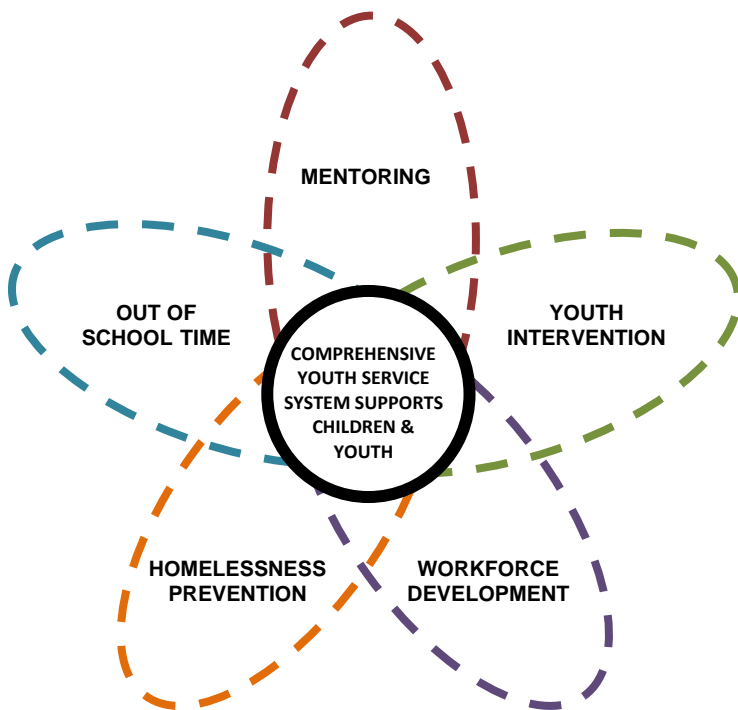 MENTORING
OUT OF
SCHOOL TIME
YOUTH
INTERVENTION
COMPREHENSIVE
YOUTH SERVICE
SYSTEM SUPPORTS
CHILDREN &
YOUTH
HOMELESSNESS
PREVENTION
WORKFORCE
DEVELOPMENT